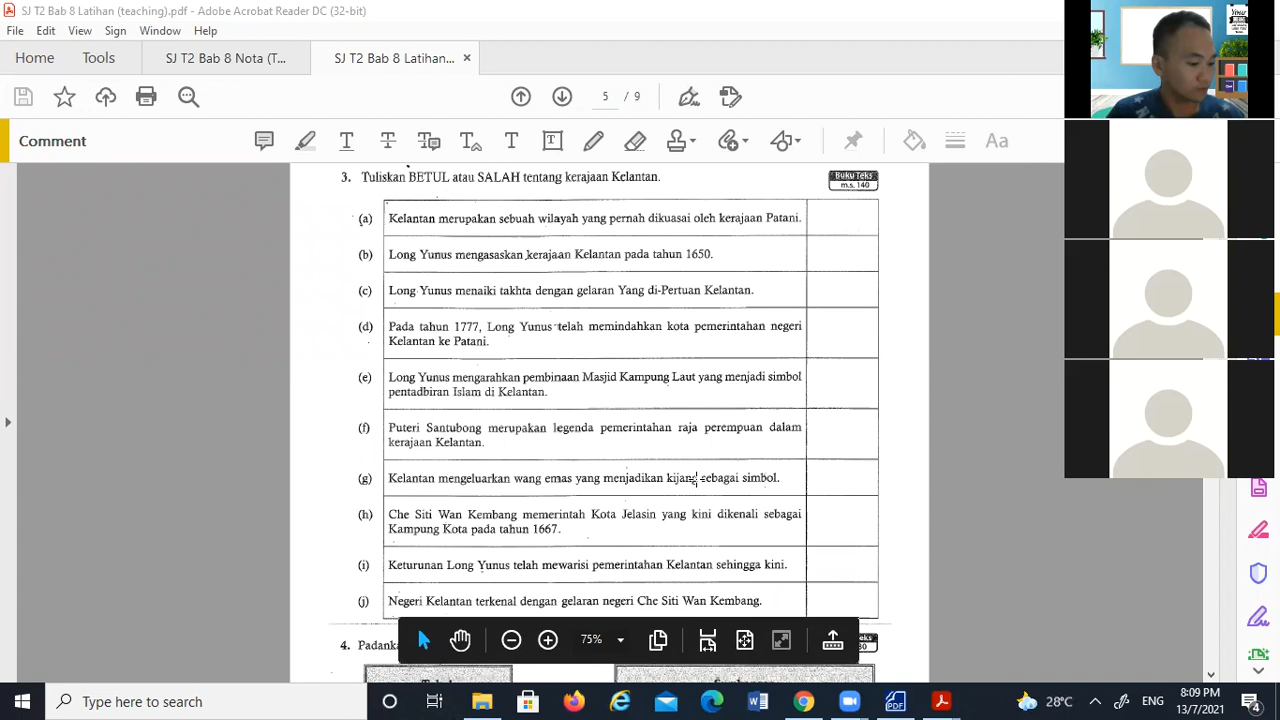 SJ T2 Bab 8 Latihan (teaching).pdf - Adobe Acrobat Reader DC (32-bit)
File Edit View Sign Window Help
Home Tools SJ T2 Bab 8 Nota (T... SJ T2 Bab 8 Latihan... ×
5 / 9
Comment
T T T T T Aa
3. Tuliskan BETUL atau SALAH tentang kerajaan Kelantan.
Buku Teks
m.s. 140
(a) Kelantan merupakan sebuah wilayah yang pernah dikuasai oleh kerajaan Patani.
(b) Long Yunus mengasaskan kerajaan Kelantan pada tahun 1650.
(c) Long Yunus menaiki takhta dengan gelaran Yang di-Pertuan Kelantan.
(d) Pada tahun 1777, Long Yunus telah memindahkan kota pemerintahan negeri
Kelantan ke Patani.
(e) Long Yunus mengarahkan pembinaan Masjid Kampung Laut yang menjadi simbol
pentadbiran Islam di Kelantan.
(f) Puteri Santubong merupakan legenda pemerintahan raja perempuan dalam
kerajaan Kelantan.
(g) Kelantan mengeluarkan wang emas yang menjadikan kijang sebagai simbol.
(h) Che Siti Wan Kembang memerintah Kota Jelasin yang kini dikenali sebagai
Kampung Kota pada tahun 1667.
(i) Keturunan Long Yunus telah mewarisi pemerintahan Kelantan sehingga kini.
(j) Negeri Kelantan terkenal dengan gelaran negeri Che Siti Wan Kembang.
4. Padanka
75%
Type here to search
28°C ENG
8:09 PM
13/7/2021
4